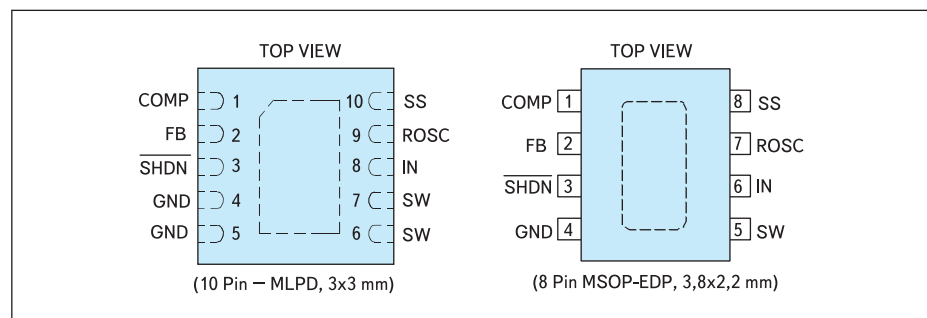 TOP VIEW
COMP 1 10 SS
FB 2 9 ROSC
SHDN 3 8 IN
GND 4 7 SW
GND 5 6 SW
(10 Pin – MLPD, 3x3 mm)
TOP VIEW
COMP 1 8 SS
FB 2 7 ROSC
SHDN 3 6 IN
GND 4 5 SW
(8 Pin MSOP-EDP, 3,8x2,2 mm)